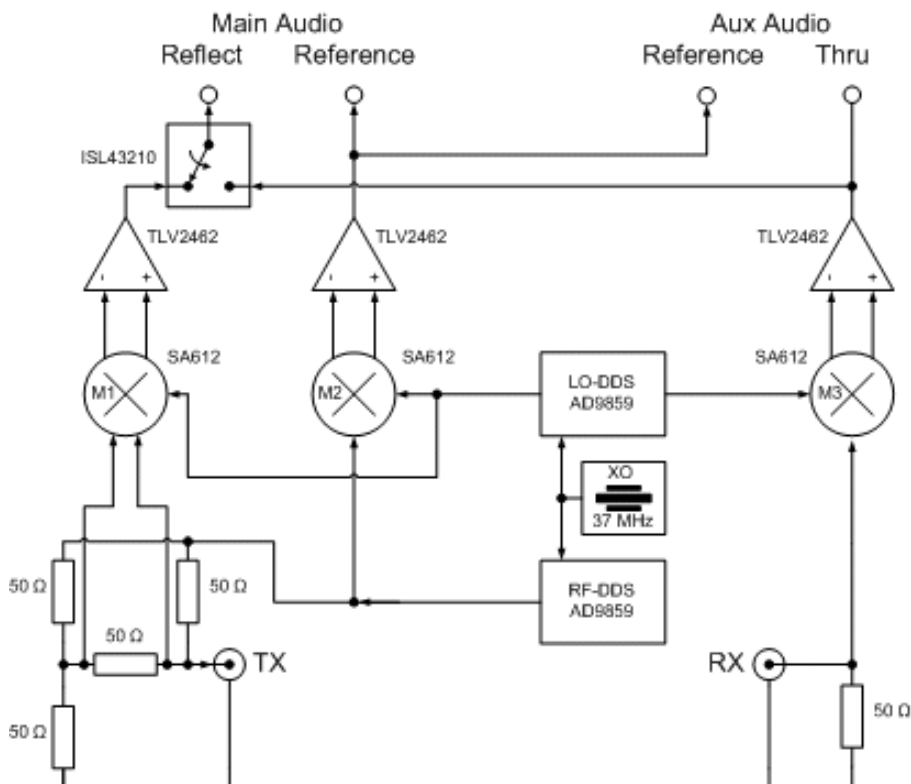 Main Audio Aux Audio
Reflect Reference Reference Thru
ISL43210
TLV2462 TLV2462 TLV2462
- + - + - +
SA612 SA612 SA612
M1 M2 LO-DDS M3
AD9859
XO
37 MHz
50 Ω 50 Ω RF-DDS
AD9859
50 Ω
TX RX
50 Ω 50 Ω